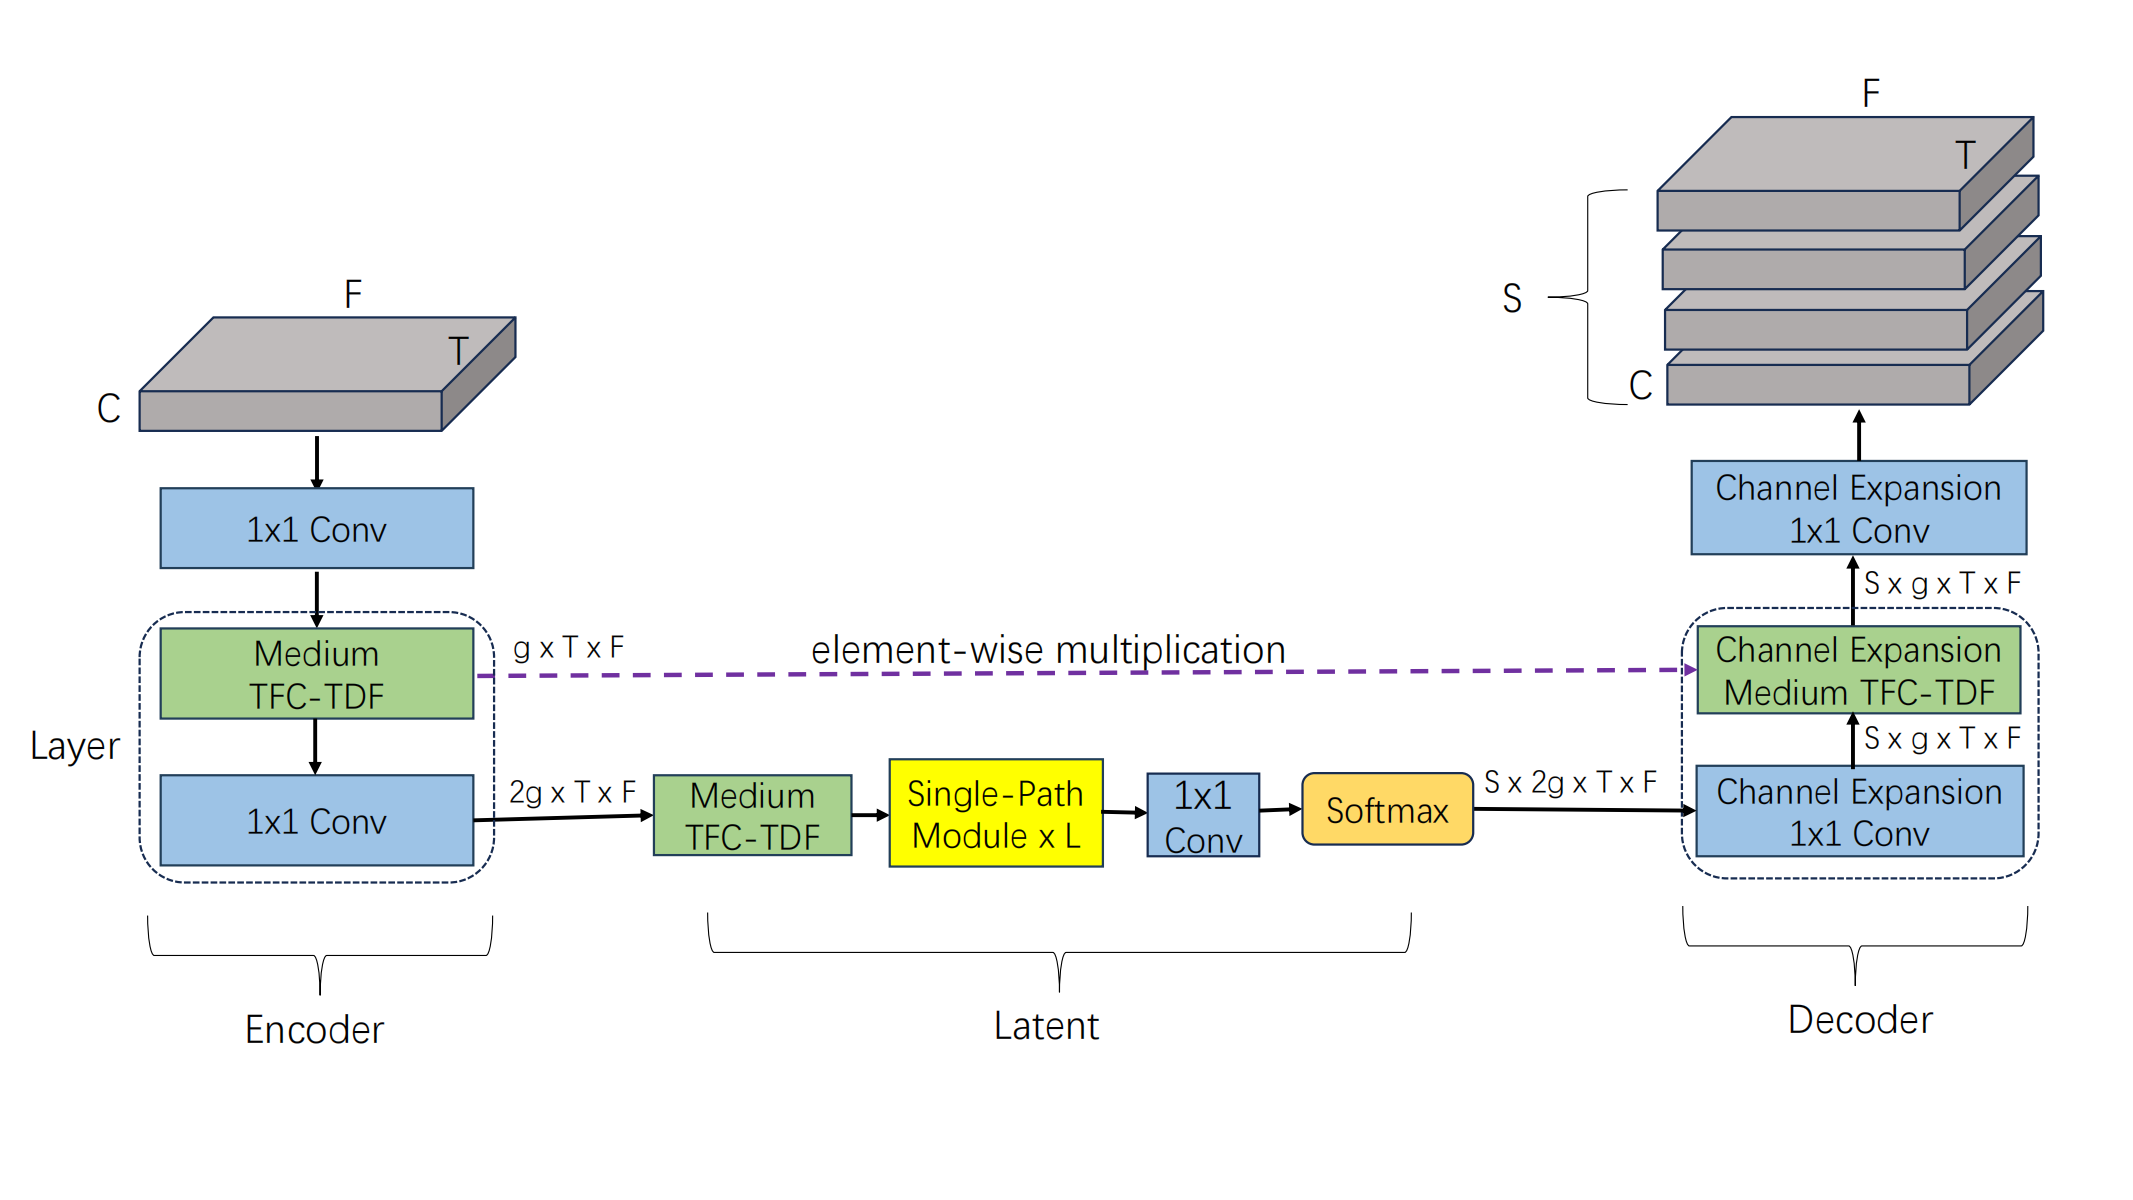 F
T
C
1x1 Conv
Medium
TFC-TDF
Layer
1x1 Conv
Encoder
g x T x F
element-wise multiplication
2g x T x F
Medium
TFC-TDF
Single-Path
Module x L
1x1
Conv
Softmax
S x 2g x T x F
Latent
F
T
S
C
Channel Expansion
1x1 Conv
S x g x T x F
Channel Expansion
Medium TFC-TDF
S x g x T x F
Channel Expansion
1x1 Conv
Decoder